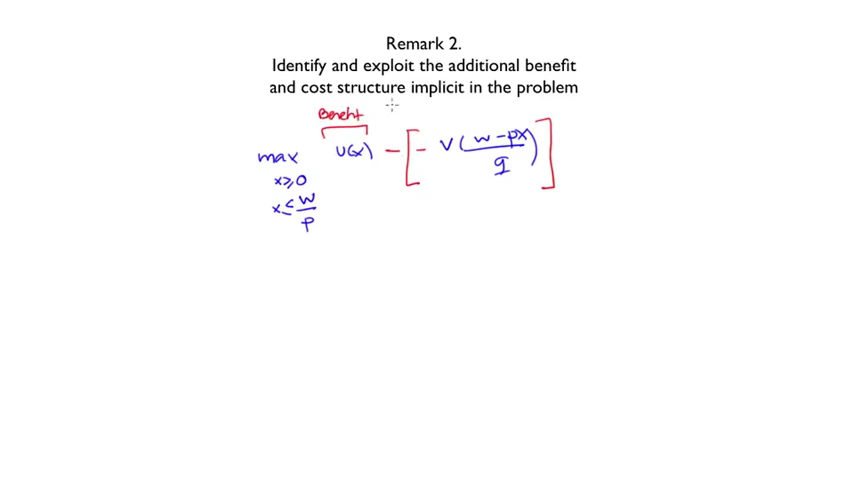 Remark 2.
Identify and exploit the additional benefit
and cost structure implicit in the problem
Benefit
max U(x) - [ - V( (w - px) / q ) ]
x ≥ 0
x ≤ w / p